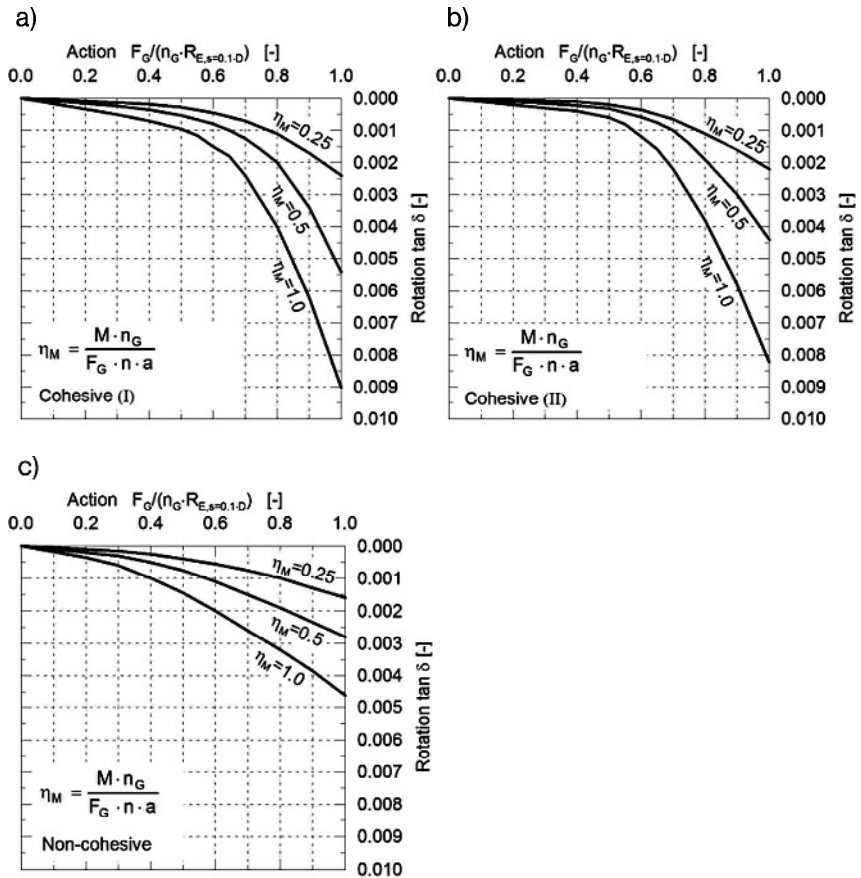 a)
Action F_G/(n_G·R_E,s=0.1·D) [-]
0.0 0.2 0.4 0.6 0.8 1.0
0.000
0.001
0.002
0.003
0.004
0.005
0.006
0.007
0.008
0.009
0.010
Rotation tan δ [-]
η_M=0.25
η_M=0.5
η_M=1.0
η_M = M·n_G / F_G·n·a
Cohesive (I)
b)
Action F_G/(n_G·R_E,s=0.1·D) [-]
0.0 0.2 0.4 0.6 0.8 1.0
0.000
0.001
0.002
0.003
0.004
0.005
0.006
0.007
0.008
0.009
0.010
Rotation tan δ [-]
η_M=0.25
η_M=0.5
η_M=1.0
η_M = M·n_G / F_G·n·a
Cohesive (II)
c)
Action F_G/(n_G·R_E,s=0.1·D) [-]
0.0 0.2 0.4 0.6 0.8 1.0
0.000
0.001
0.002
0.003
0.004
0.005
0.006
0.007
0.008
0.009
0.010
Rotation tan δ [-]
η_M=0.25
η_M=0.5
η_M=1.0
η_M = M·n_G / F_G·n·a
Non-cohesive